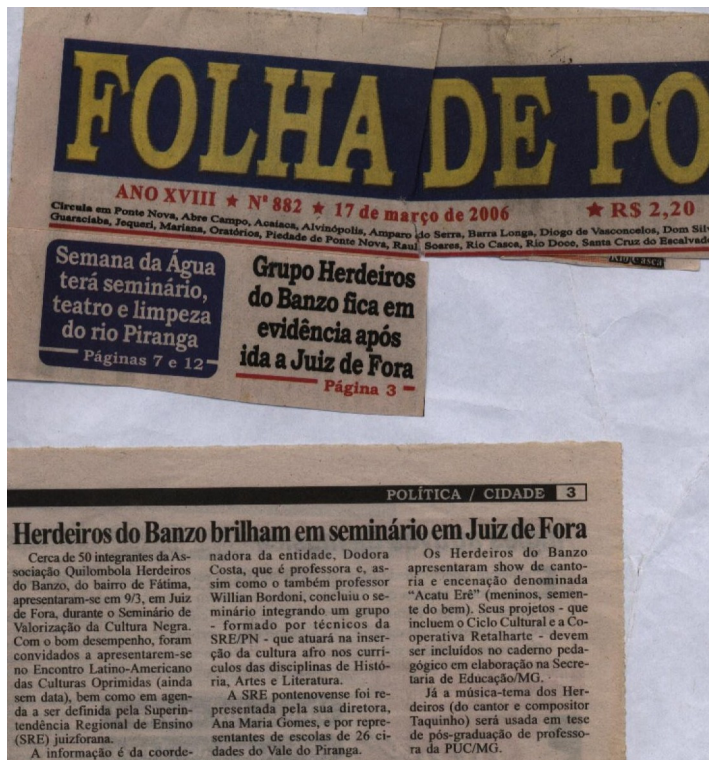 FOLHA DE PO
ANO XVIII ★ Nº 882 ★ 17 de março de 2006 ★ R$ 2,20
Circula em Ponte Nova, Abre Campo, Acaiaca, Alvinópolis, Amparo do Serra, Barra Longa, Diogo de Vasconcelos, Dom Silv
Guaraciaba, Jequeri, Mariana, Oratórios, Piedade de Ponte Nova, Raul Soares, Rio Casca, Rio Doce, Santa Cruz do Escalvad
Rio Casca
Semana da Água
terá seminário,
teatro e limpeza
do rio Piranga
Páginas 7 e 12
Grupo Herdeiros
do Banzo fica em
evidência após
ida a Juiz de Fora
Página 3
POLÍTICA / CIDADE 3
Herdeiros do Banzo brilham em seminário em Juiz de Fora
Cerca de 50 integrantes da As-
sociação Quilombola Herdeiros
do Banzo, do bairro de Fátima,
apresentaram-se em 9/3, em Juiz
de Fora, durante o Seminário de
Valorização da Cultura Negra.
Com o bom desempenho, foram
convidados a apresentarem-se
no Encontro Latino-Americano
das Culturas Oprimidas (ainda
sem data), bem como em agen-
da a ser definida pela Superin-
tendência Regional de Ensino
(SRE) juizforana.
A informação é da coorde-
nadora da entidade, Dodora
Costa, que é professora e, as-
sim como o também professor
Willian Bordoni, concluiu o se-
minário integrando um grupo
- formado por técnicos da
SRE/PN - que atuará na inser-
ção da cultura afro nos currí-
culos das disciplinas de Histó-
ria, Artes e Literatura.
A SRE pontenovense foi re-
presentada pela sua diretora,
Ana Maria Gomes, e por repre-
sentantes de escolas de 26 ci-
dades do Vale do Piranga.
Os Herdeiros do Banzo
apresentaram show de canto-
ria e encenação denominada
"Acatu Erê" (meninos, semen-
te do bem). Seus projetos - que
incluem o Ciclo Cultural e a Co-
operativa Retalharte - devem
ser incluídos no caderno peda-
gógico em elaboração na Secre-
taria de Educação/MG.
Já a música-tema dos Her-
deiros (do cantor e compositor
Taquinho) será usada em tese
de pós-graduação de professo-
ra da PUC/MG.